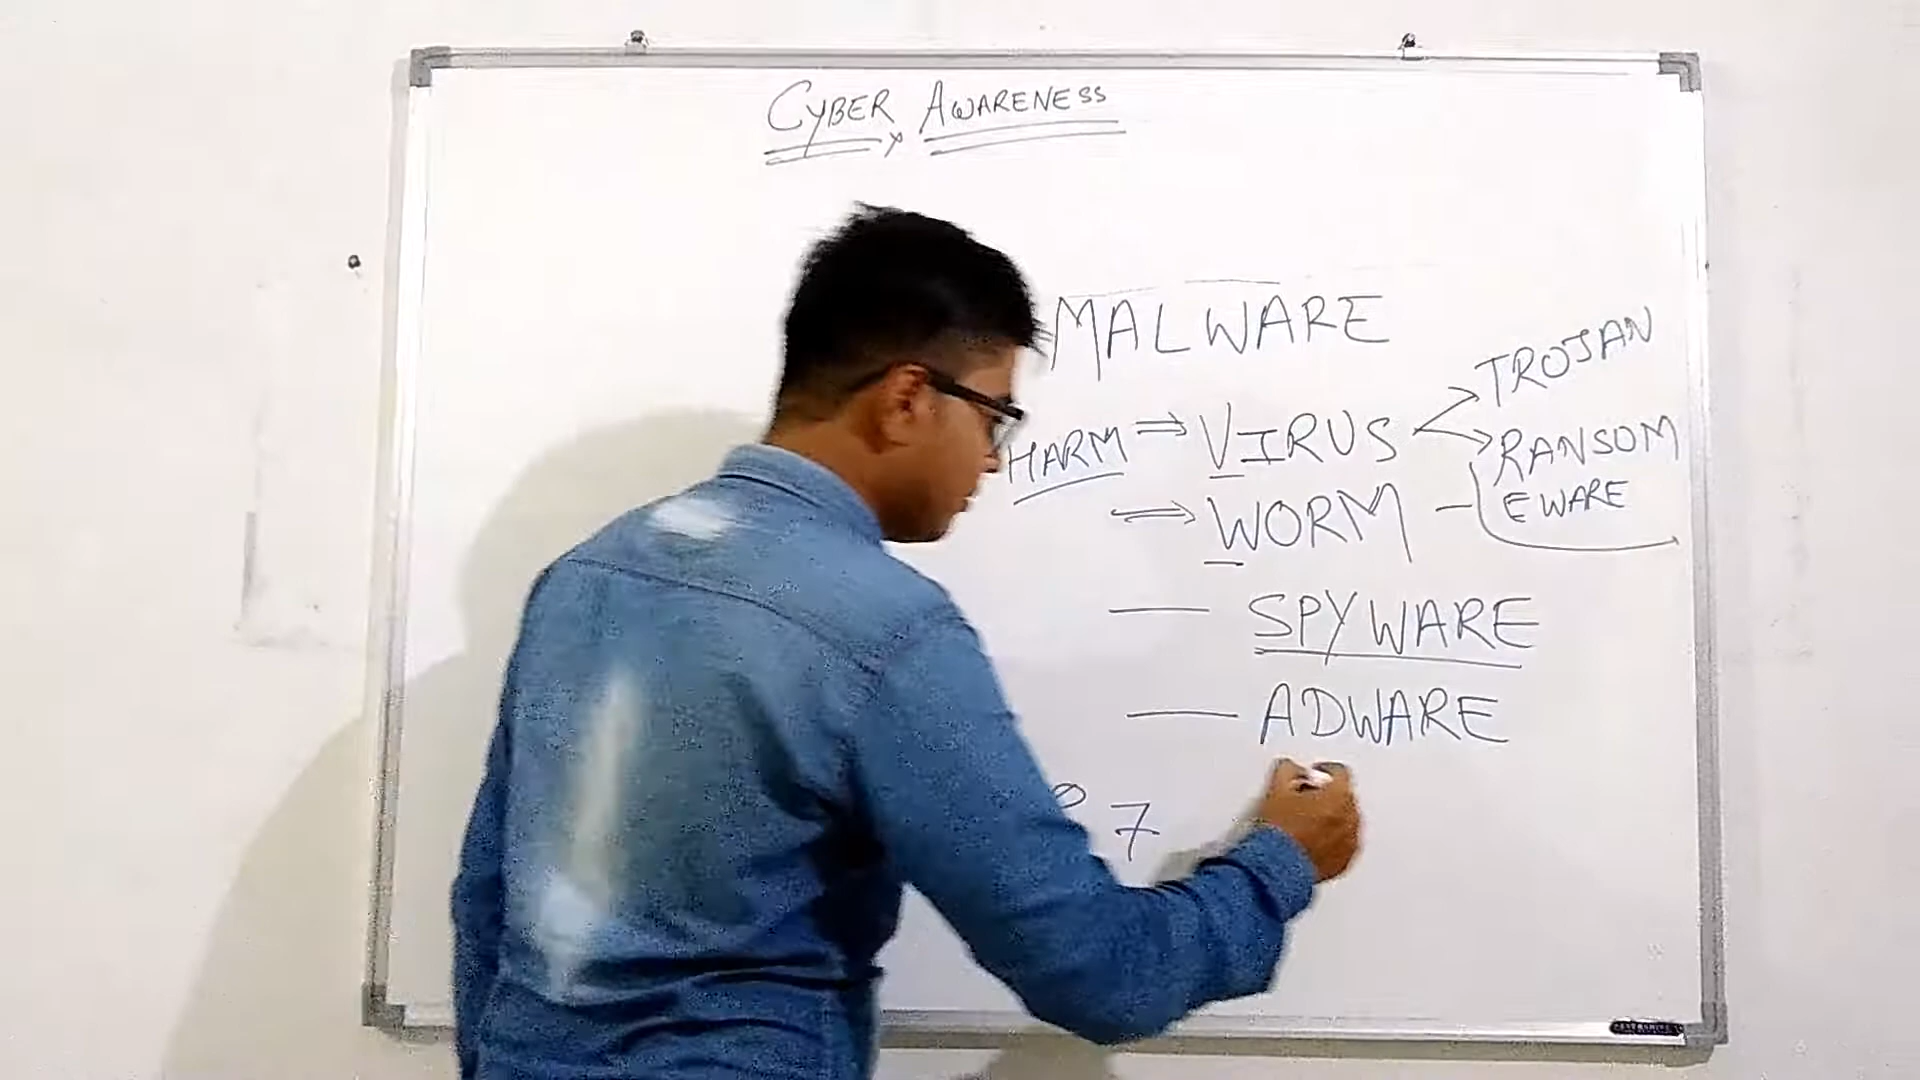 CYBER AWARENESS
MALWARE
TROJAN
HARM ⇒ VIRUS
RANSOM
EWARE
⇒ WORM –
— SPYWARE
— ADWARE
7